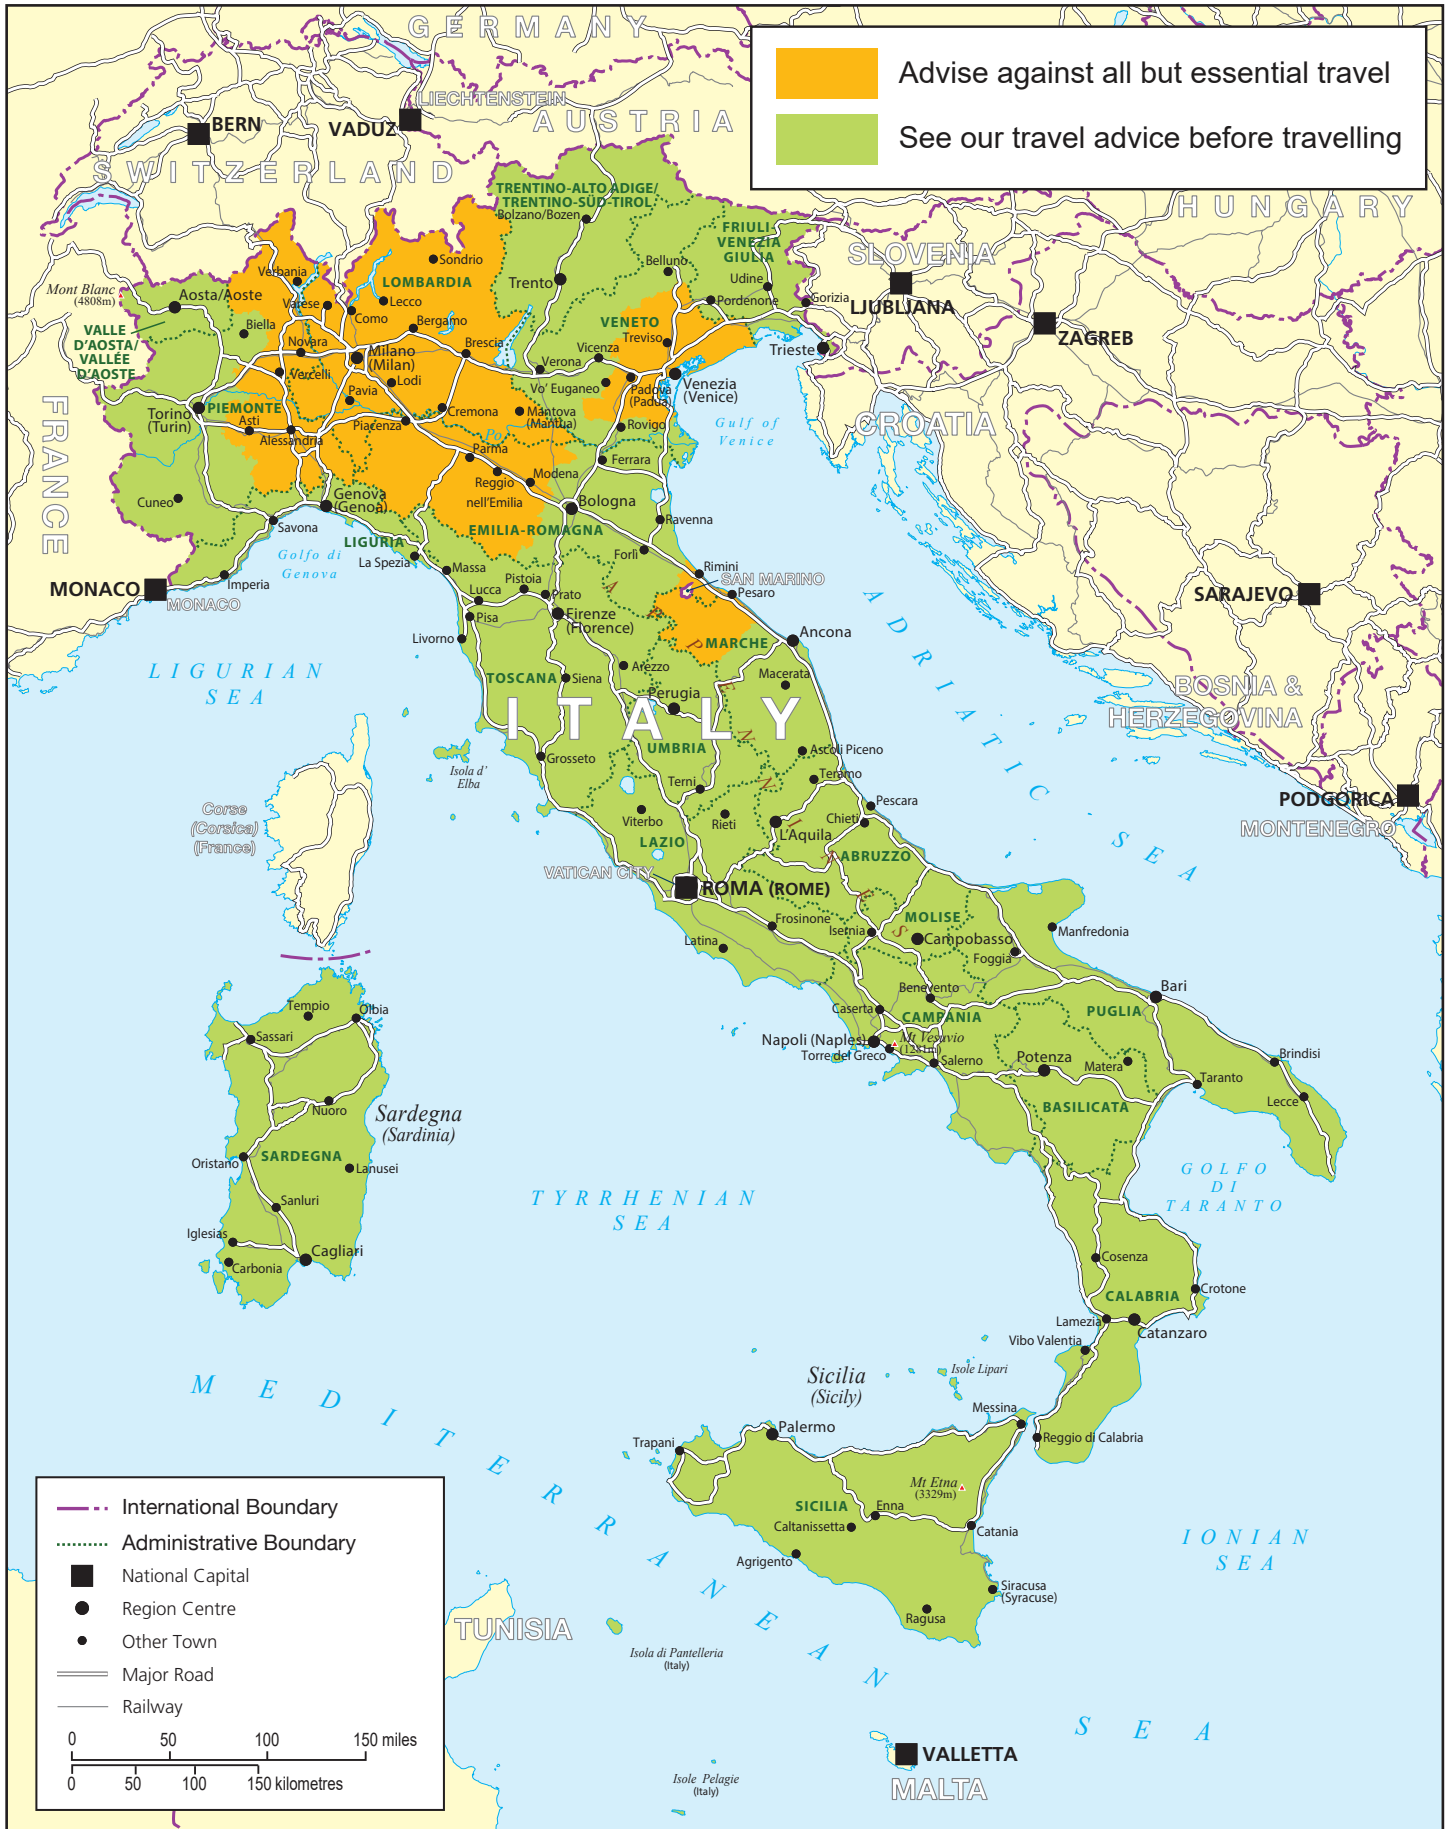 GERMANY
Advise against all but essential travel
See our travel advice before travelling
LIECHTENSTEIN
BERN
VADUZ
AUSTRIA
SWITZERLAND
HUNGARY
TRENTINO-ALTO ADIGE/
TRENTINO-SÜD-TIROL
Bolzano/Bozen
FRIULI-
VENEZIA
GIULIA
SLOVENIA
Sondrio
Belluno
Verbania
LOMBARDIA
Trento
Udine
Mont Blanc
(4808m)
Aosta/Aoste
Varese
Lecco
Pordenone
Gorizia
LJUBLJANA
Como
Bergamo
VENETO
VALLE
D'AOSTA/
VALLÉE
D'AOSTE
Biella
Treviso
ZAGREB
Novara
Milano
(Milan)
Brescia
Vicenza
Verona
Trieste
Vercelli
Lodi
Vo' Euganeo
Padova
(Padua)
Venezia
(Venice)
Pavia
FRANCE
Torino
(Turin)
PIEMONTE
Asti
Cremona
Mantova
(Mantua)
CROATIA
Alessandria
Piacenza
Rovigo
Gulf of
Venice
Po
Parma
Ferrara
Modena
Reggio
nell'Emilia
Cuneo
Genova
(Genoa)
Bologna
Savona
Ravenna
EMILIA-ROMAGNA
LIGURIA
Golfo di
Genova
La Spezia
Forlì
Massa
Rimini
SAN MARINO
MONACO
MONACO
Imperia
Pistoia
Lucca
Prato
Pesaro
SARAJEVO
Pisa
Firenze
(Florence)
APENNINES
ADRIATIC SEA
Livorno
MARCHE
Ancona
LIGURIAN
SEA
Arezzo
Macerata
TOSCANA
Siena
BOSNIA &
HERZEGOVINA
Perugia
ITALY
UMBRIA
Ascoli Piceno
Grosseto
Isola d'
Elba
Teramo
Terni
Corse
(Corsica)
(France)
Pescara
PODGORICA
Viterbo
Rieti
Chieti
L'Aquila
MONTENEGRO
LAZIO
ABRUZZO
VATICAN CITY
ROMA (ROME)
Frosinone
MOLISE
Isernia
Campobasso
Manfredonia
Latina
Foggia
Benevento
Bari
Tempio
Olbia
Caserta
CAMPANIA
PUGLIA
Sassari
Napoli (Naples)
Mt Vesuvio
(1281m)
Torre del Greco
Salerno
Potenza
Matera
Brindisi
Taranto
Nuoro
Sardegna
(Sardinia)
BASILICATA
Lecce
Oristano
SARDEGNA
Lanusei
GOLFO
DI
TARANTO
TYRRHENIAN
SEA
Sanluri
Iglesias
Cagliari
Carbonia
Cosenza
Crotone
CALABRIA
Lamezia
Catanzaro
Vibo Valentia
Isole Lipari
Sicilia
(Sicily)
MEDITERRANEAN SEA
Messina
Palermo
Trapani
Reggio di Calabria
Mt Etna
(3329m)
SICILIA
Enna
Caltanissetta
Catania
IONIAN
SEA
Agrigento
Siracusa
(Syracuse)
Ragusa
TUNISIA
Isola di Pantelleria
(Italy)
VALLETTA
MALTA
Isole Pelagie
(Italy)
International Boundary
Administrative Boundary
National Capital
Region Centre
Other Town
Major Road
Railway
0 50 100 150 miles
0 50 100 150 kilometres